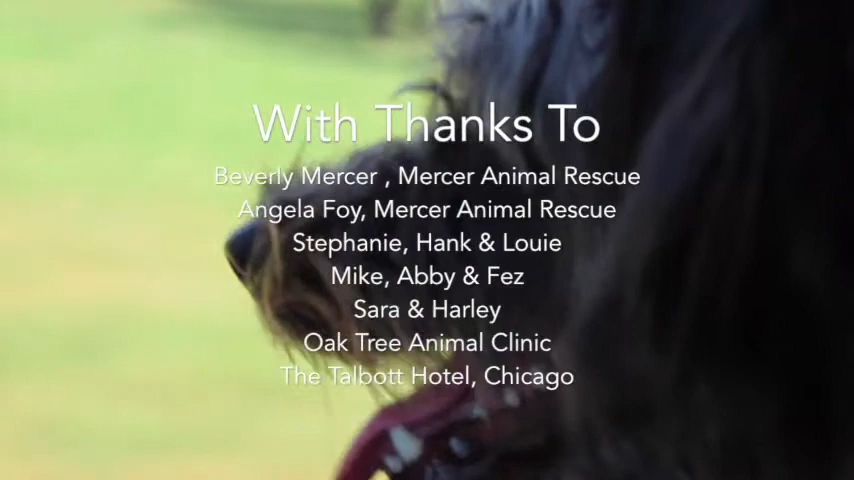 With Thanks To
Beverly Mercer , Mercer Animal Rescue
Angela Foy, Mercer Animal Rescue
Stephanie, Hank & Louie
Mike, Abby & Fez
Sara & Harley
Oak Tree Animal Clinic
The Talbott Hotel, Chicago